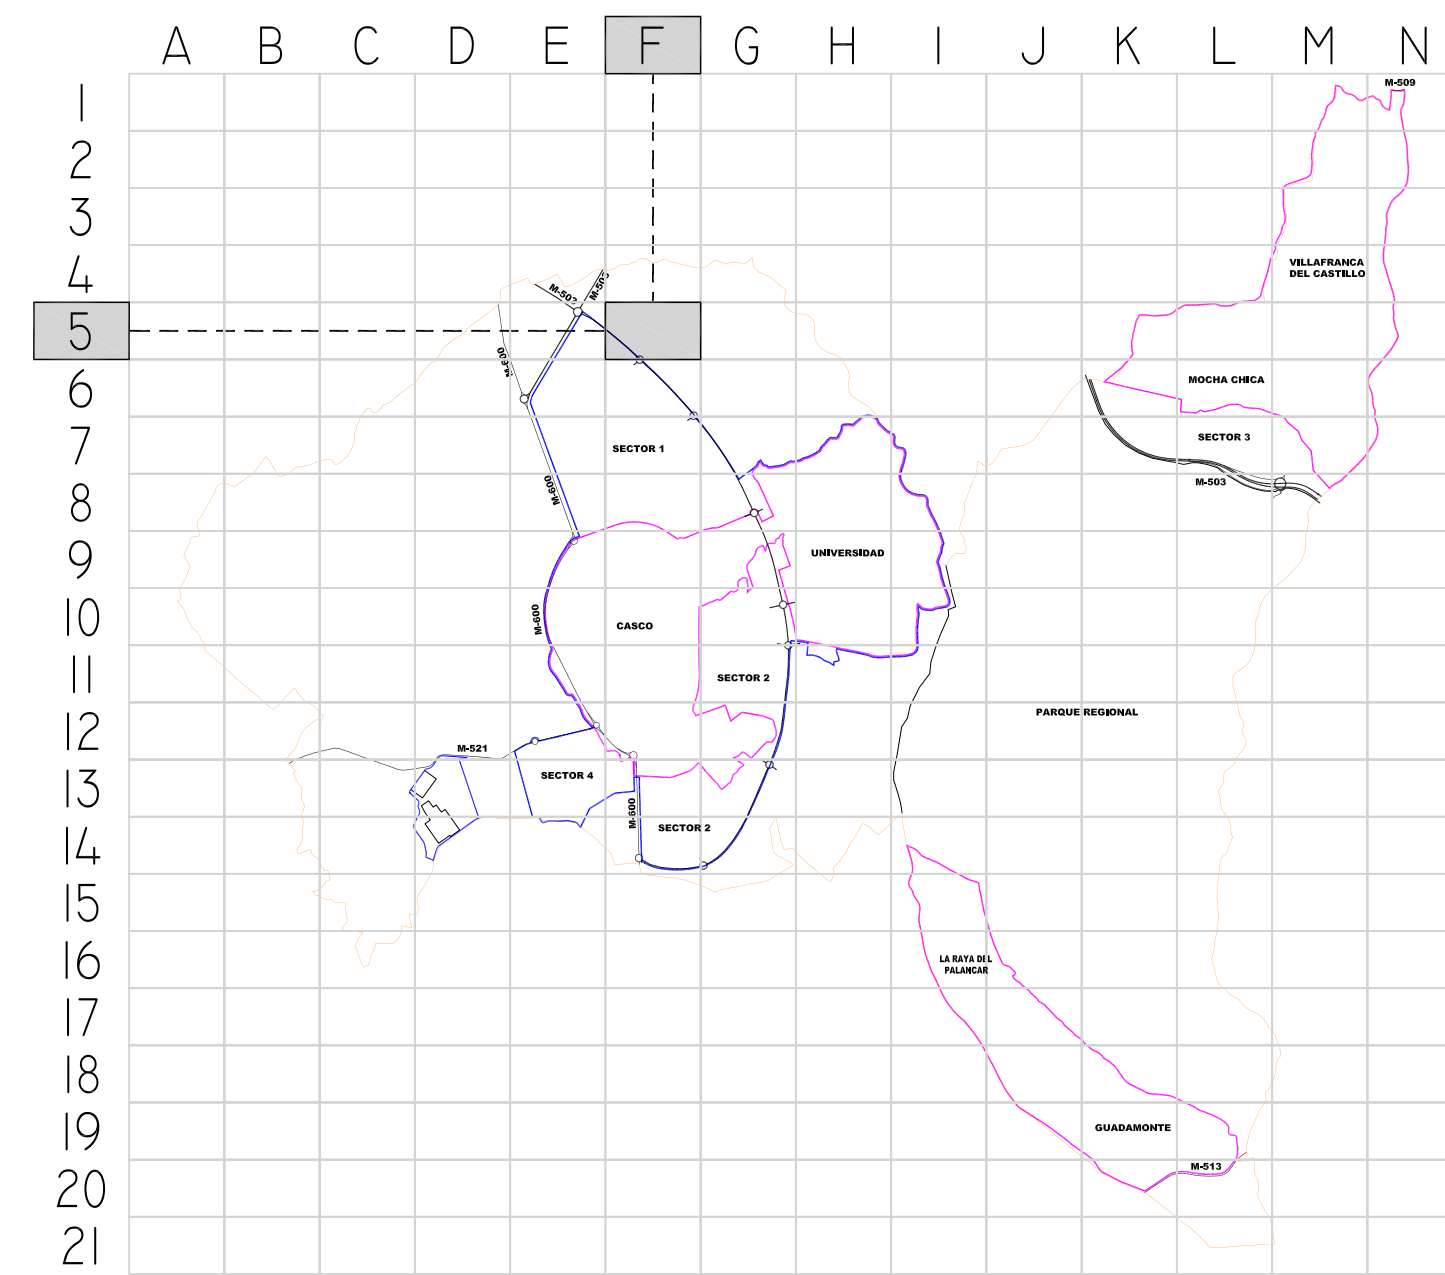 A B C D E F G H I J K L M N
1
M-509
2
3
4
VILLAFRANCA
DEL CASTILLO
M-503
5
M-600
6
MOCHA CHICA
7
SECTOR 1
SECTOR 3
8
M-600
M-503
9
UNIVERSIDAD
10
M-600
CASCO
11
SECTOR 2
12
PARQUE REGIONAL
M-521
13
SECTOR 4
M-600
14
SECTOR 2
15
16
LA RAYA DEL
PALANCAR
17
18
19
GUADAMONTE
20
M-513
21